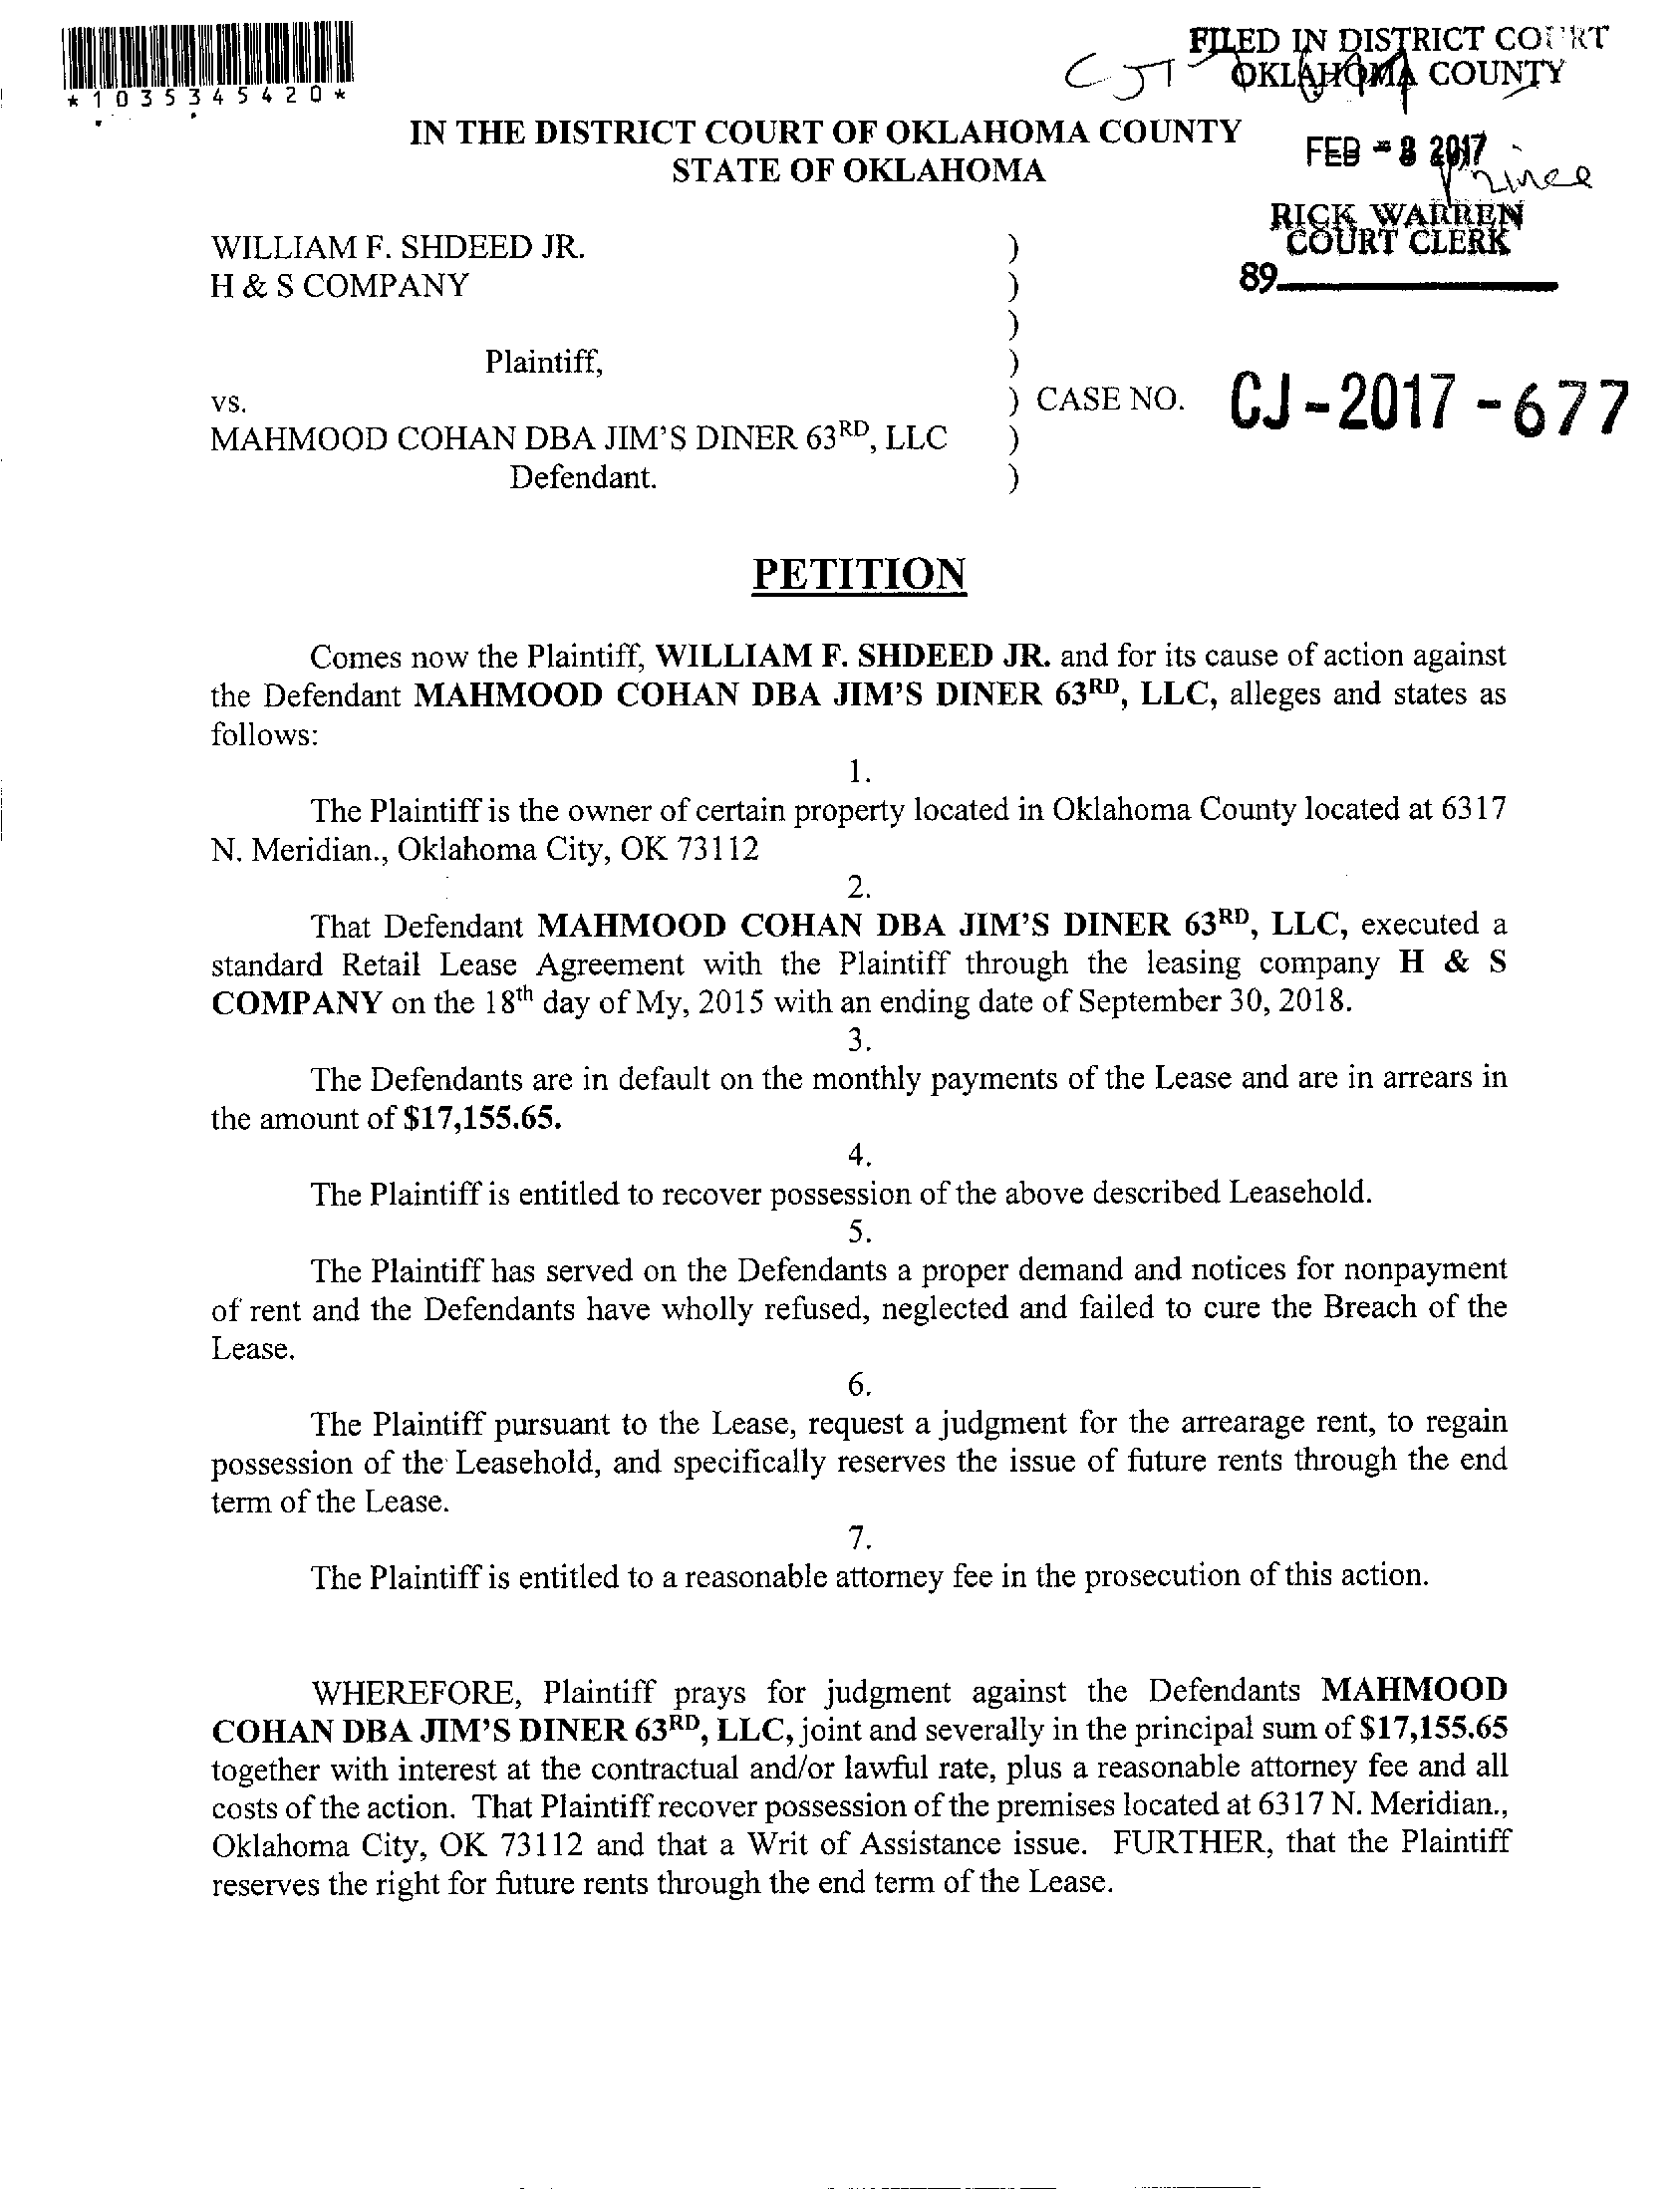 FILED IN DISTRICT COURT
OKLAHOMA COUNTY
*1035345420*
IN THE DISTRICT COURT OF OKLAHOMA COUNTY
STATE OF OKLAHOMA
FEB - 2017
RICK WARREN
COURT CLERK
89
WILLIAM F. SHDEED JR. )
H & S COMPANY )
)
Plaintiff, )
vs. ) CASE NO. CJ-2017-677
MAHMOOD COHAN DBA JIM'S DINER 63RD, LLC )
Defendant. )
PETITION
Comes now the Plaintiff, WILLIAM F. SHDEED JR. and for its cause of action against
the Defendant MAHMOOD COHAN DBA JIM'S DINER 63RD, LLC, alleges and states as
follows:
1.
The Plaintiff is the owner of certain property located in Oklahoma County located at 6317
N. Meridian., Oklahoma City, OK 73112
2.
That Defendant MAHMOOD COHAN DBA JIM'S DINER 63RD, LLC, executed a
standard Retail Lease Agreement with the Plaintiff through the leasing company H & S
COMPANY on the 18th day of My, 2015 with an ending date of September 30, 2018.
3.
The Defendants are in default on the monthly payments of the Lease and are in arrears in
the amount of $17,155.65.
4.
The Plaintiff is entitled to recover possession of the above described Leasehold.
5.
The Plaintiff has served on the Defendants a proper demand and notices for nonpayment
of rent and the Defendants have wholly refused, neglected and failed to cure the Breach of the
Lease.
6.
The Plaintiff pursuant to the Lease, request a judgment for the arrearage rent, to regain
possession of the Leasehold, and specifically reserves the issue of future rents through the end
term of the Lease.
7.
The Plaintiff is entitled to a reasonable attorney fee in the prosecution of this action.
WHEREFORE, Plaintiff prays for judgment against the Defendants MAHMOOD
COHAN DBA JIM'S DINER 63RD, LLC, joint and severally in the principal sum of $17,155.65
together with interest at the contractual and/or lawful rate, plus a reasonable attorney fee and all
costs of the action. That Plaintiff recover possession of the premises located at 6317 N. Meridian.,
Oklahoma City, OK 73112 and that a Writ of Assistance issue. FURTHER, that the Plaintiff
reserves the right for future rents through the end term of the Lease.